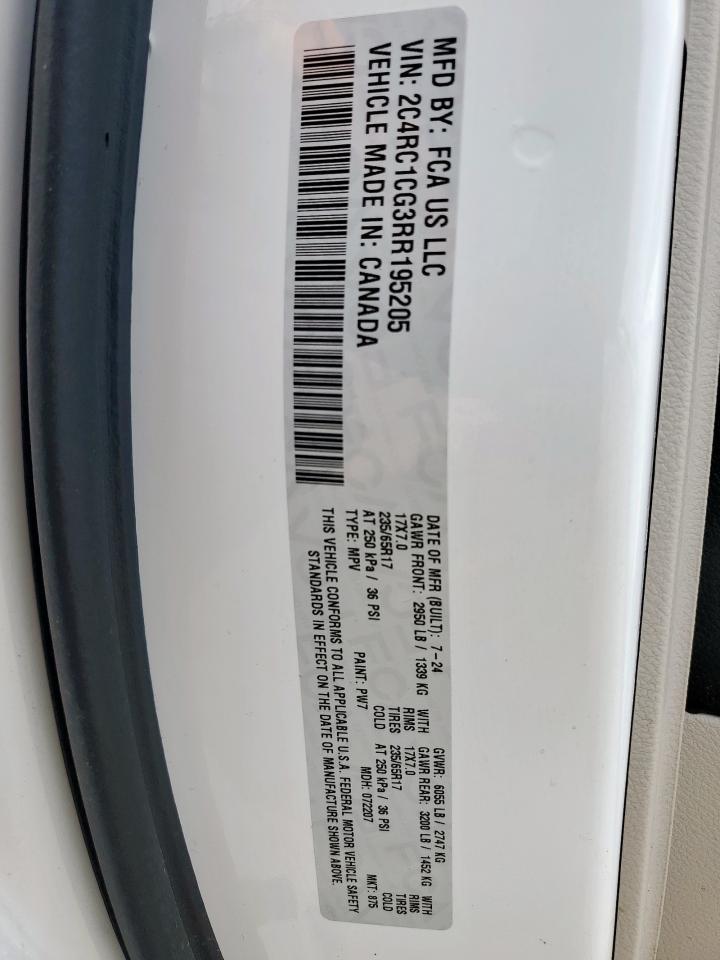 MFD BY: FCA US LLC
VIN: 2C4RC1CG3RR195205
VEHICLE MADE IN: CANADA
DATE OF MFR (BUILT): 7-24 GVWR: 6055 LB / 2747 KG
GAWR FRONT: 2950 LB / 1339 KG WITH GAWR REAR: 3200 LB / 1452 KG WITH
17X7.0 RIMS 17X7.0 RIMS
235/65R17 TIRES 235/65R17 TIRES
AT 250 kPa / 36 PSI COLD AT 250 kPa / 36 PSI COLD
TYPE: MPV PAINT: PW7 MDH: 072207 MKT: 875
THIS VEHICLE CONFORMS TO ALL APPLICABLE U.S.A. FEDERAL MOTOR VEHICLE SAFETY
STANDARDS IN EFFECT ON THE DATE OF MANUFACTURE SHOWN ABOVE.